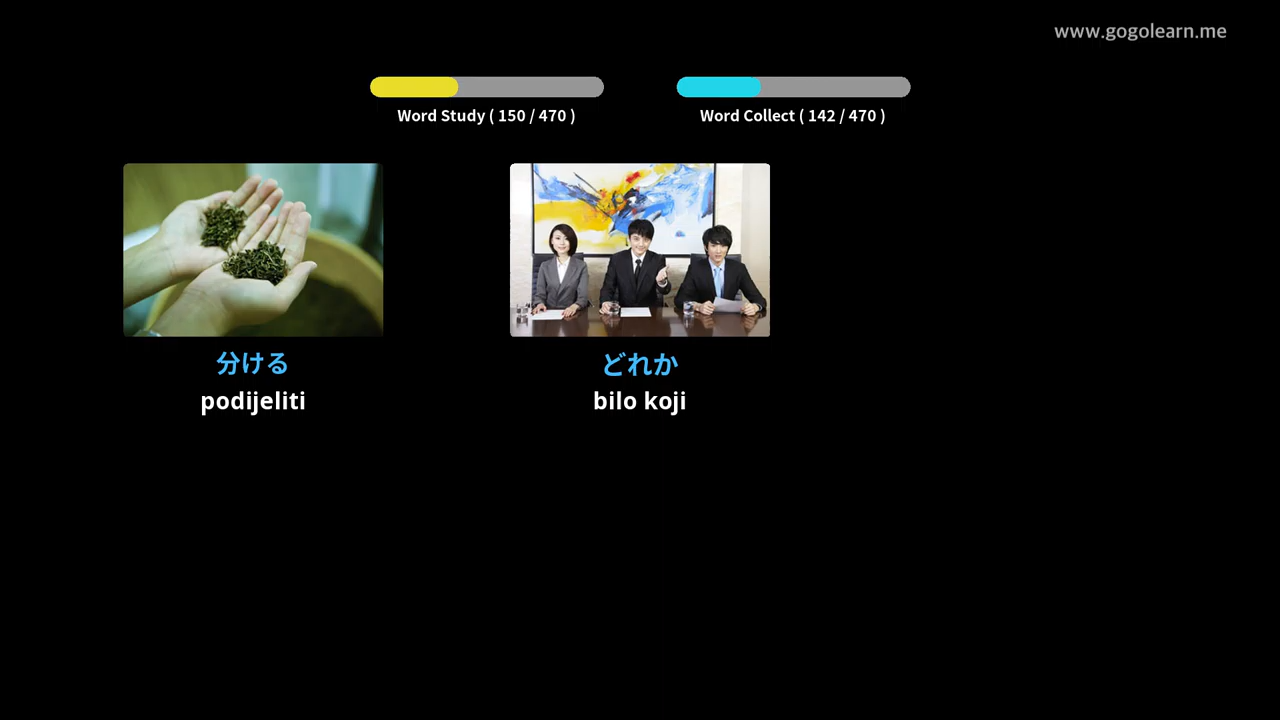 www.gogolearn.me
Word Study ( 150 / 470 )
Word Collect ( 142 / 470 )
分ける
podijeliti
どれか
bilo koji